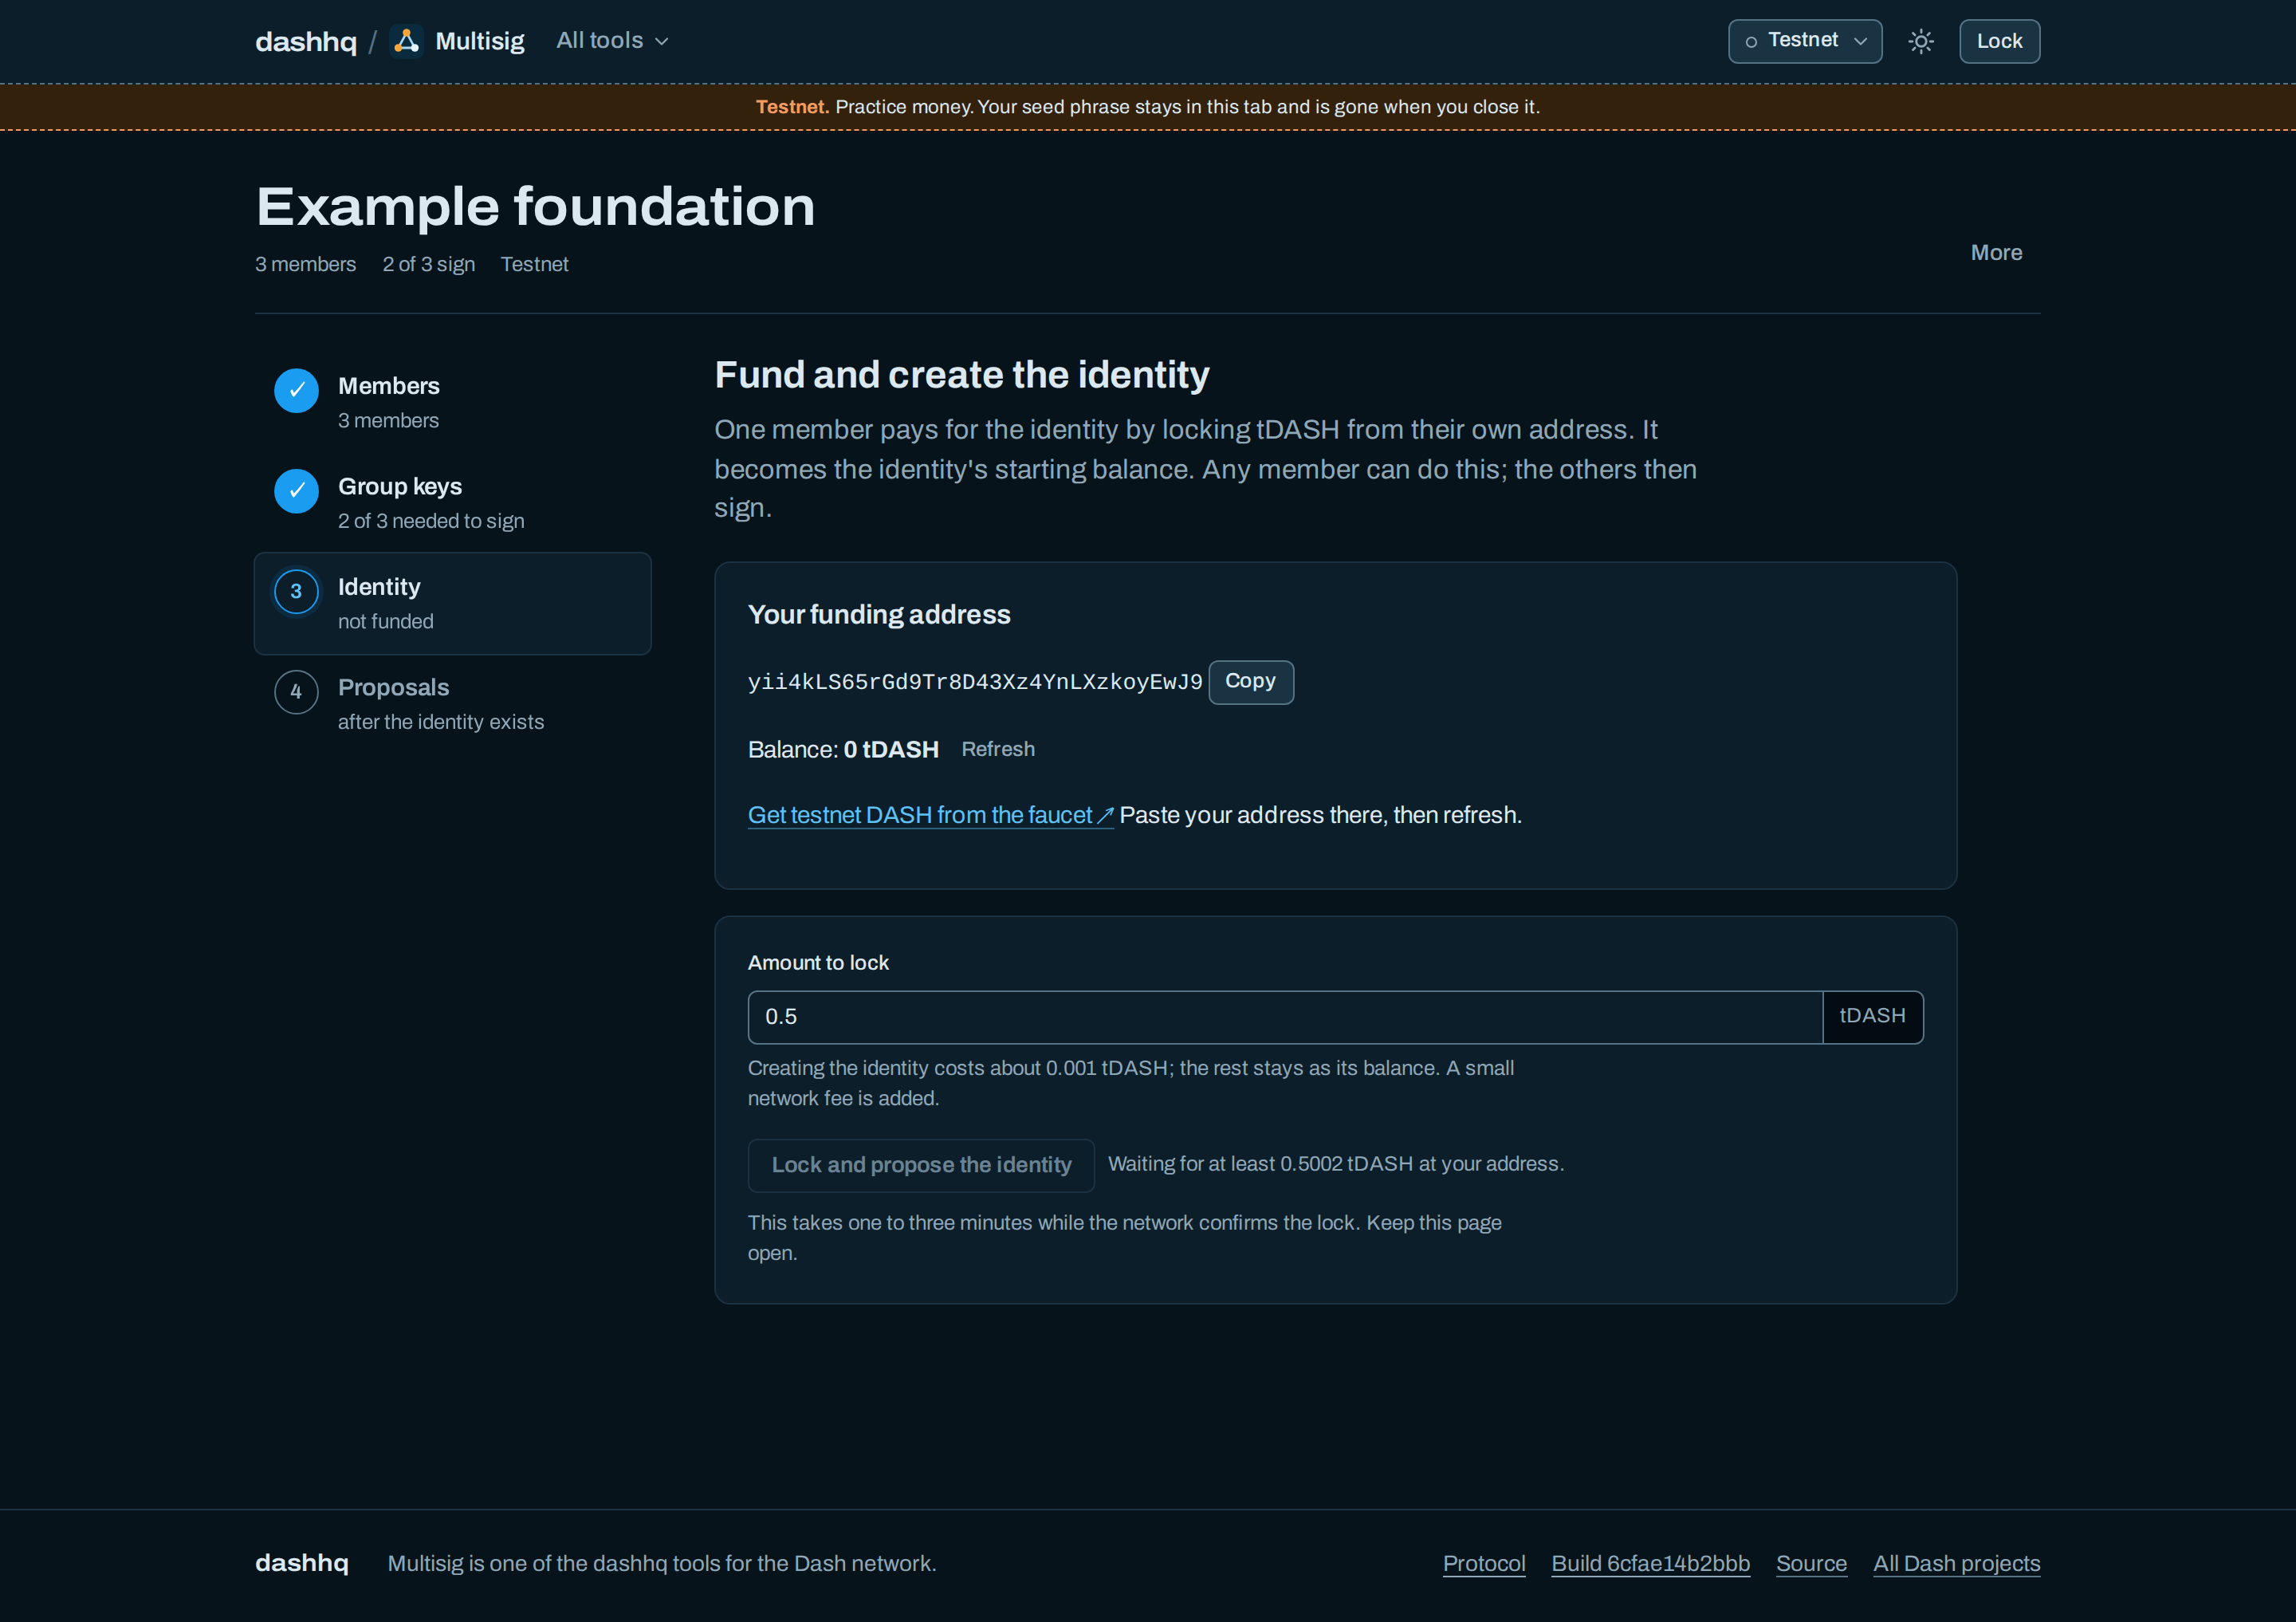 dashhq / Multisig All tools
Testnet Lock
Testnet. Practice money. Your seed phrase stays in this tab and is gone when you close it.
Example foundation
3 members 2 of 3 sign Testnet
More
Members
3 members
Group keys
2 of 3 needed to sign
3 Identity
not funded
4 Proposals
after the identity exists
Fund and create the identity
One member pays for the identity by locking tDASH from their own address. It
becomes the identity's starting balance. Any member can do this; the others then
sign.
Your funding address
yii4kLS65rGd9Tr8D43Xz4YnLXzkoyEwJ9 Copy
Balance: 0 tDASH Refresh
Get testnet DASH from the faucet ↗ Paste your address there, then refresh.
Amount to lock
0.5 tDASH
Creating the identity costs about 0.001 tDASH; the rest stays as its balance. A small
network fee is added.
Lock and propose the identity Waiting for at least 0.5002 tDASH at your address.
This takes one to three minutes while the network confirms the lock. Keep this page
open.
dashhq Multisig is one of the dashhq tools for the Dash network.
Protocol Build 6cfae14b2bbb Source All Dash projects